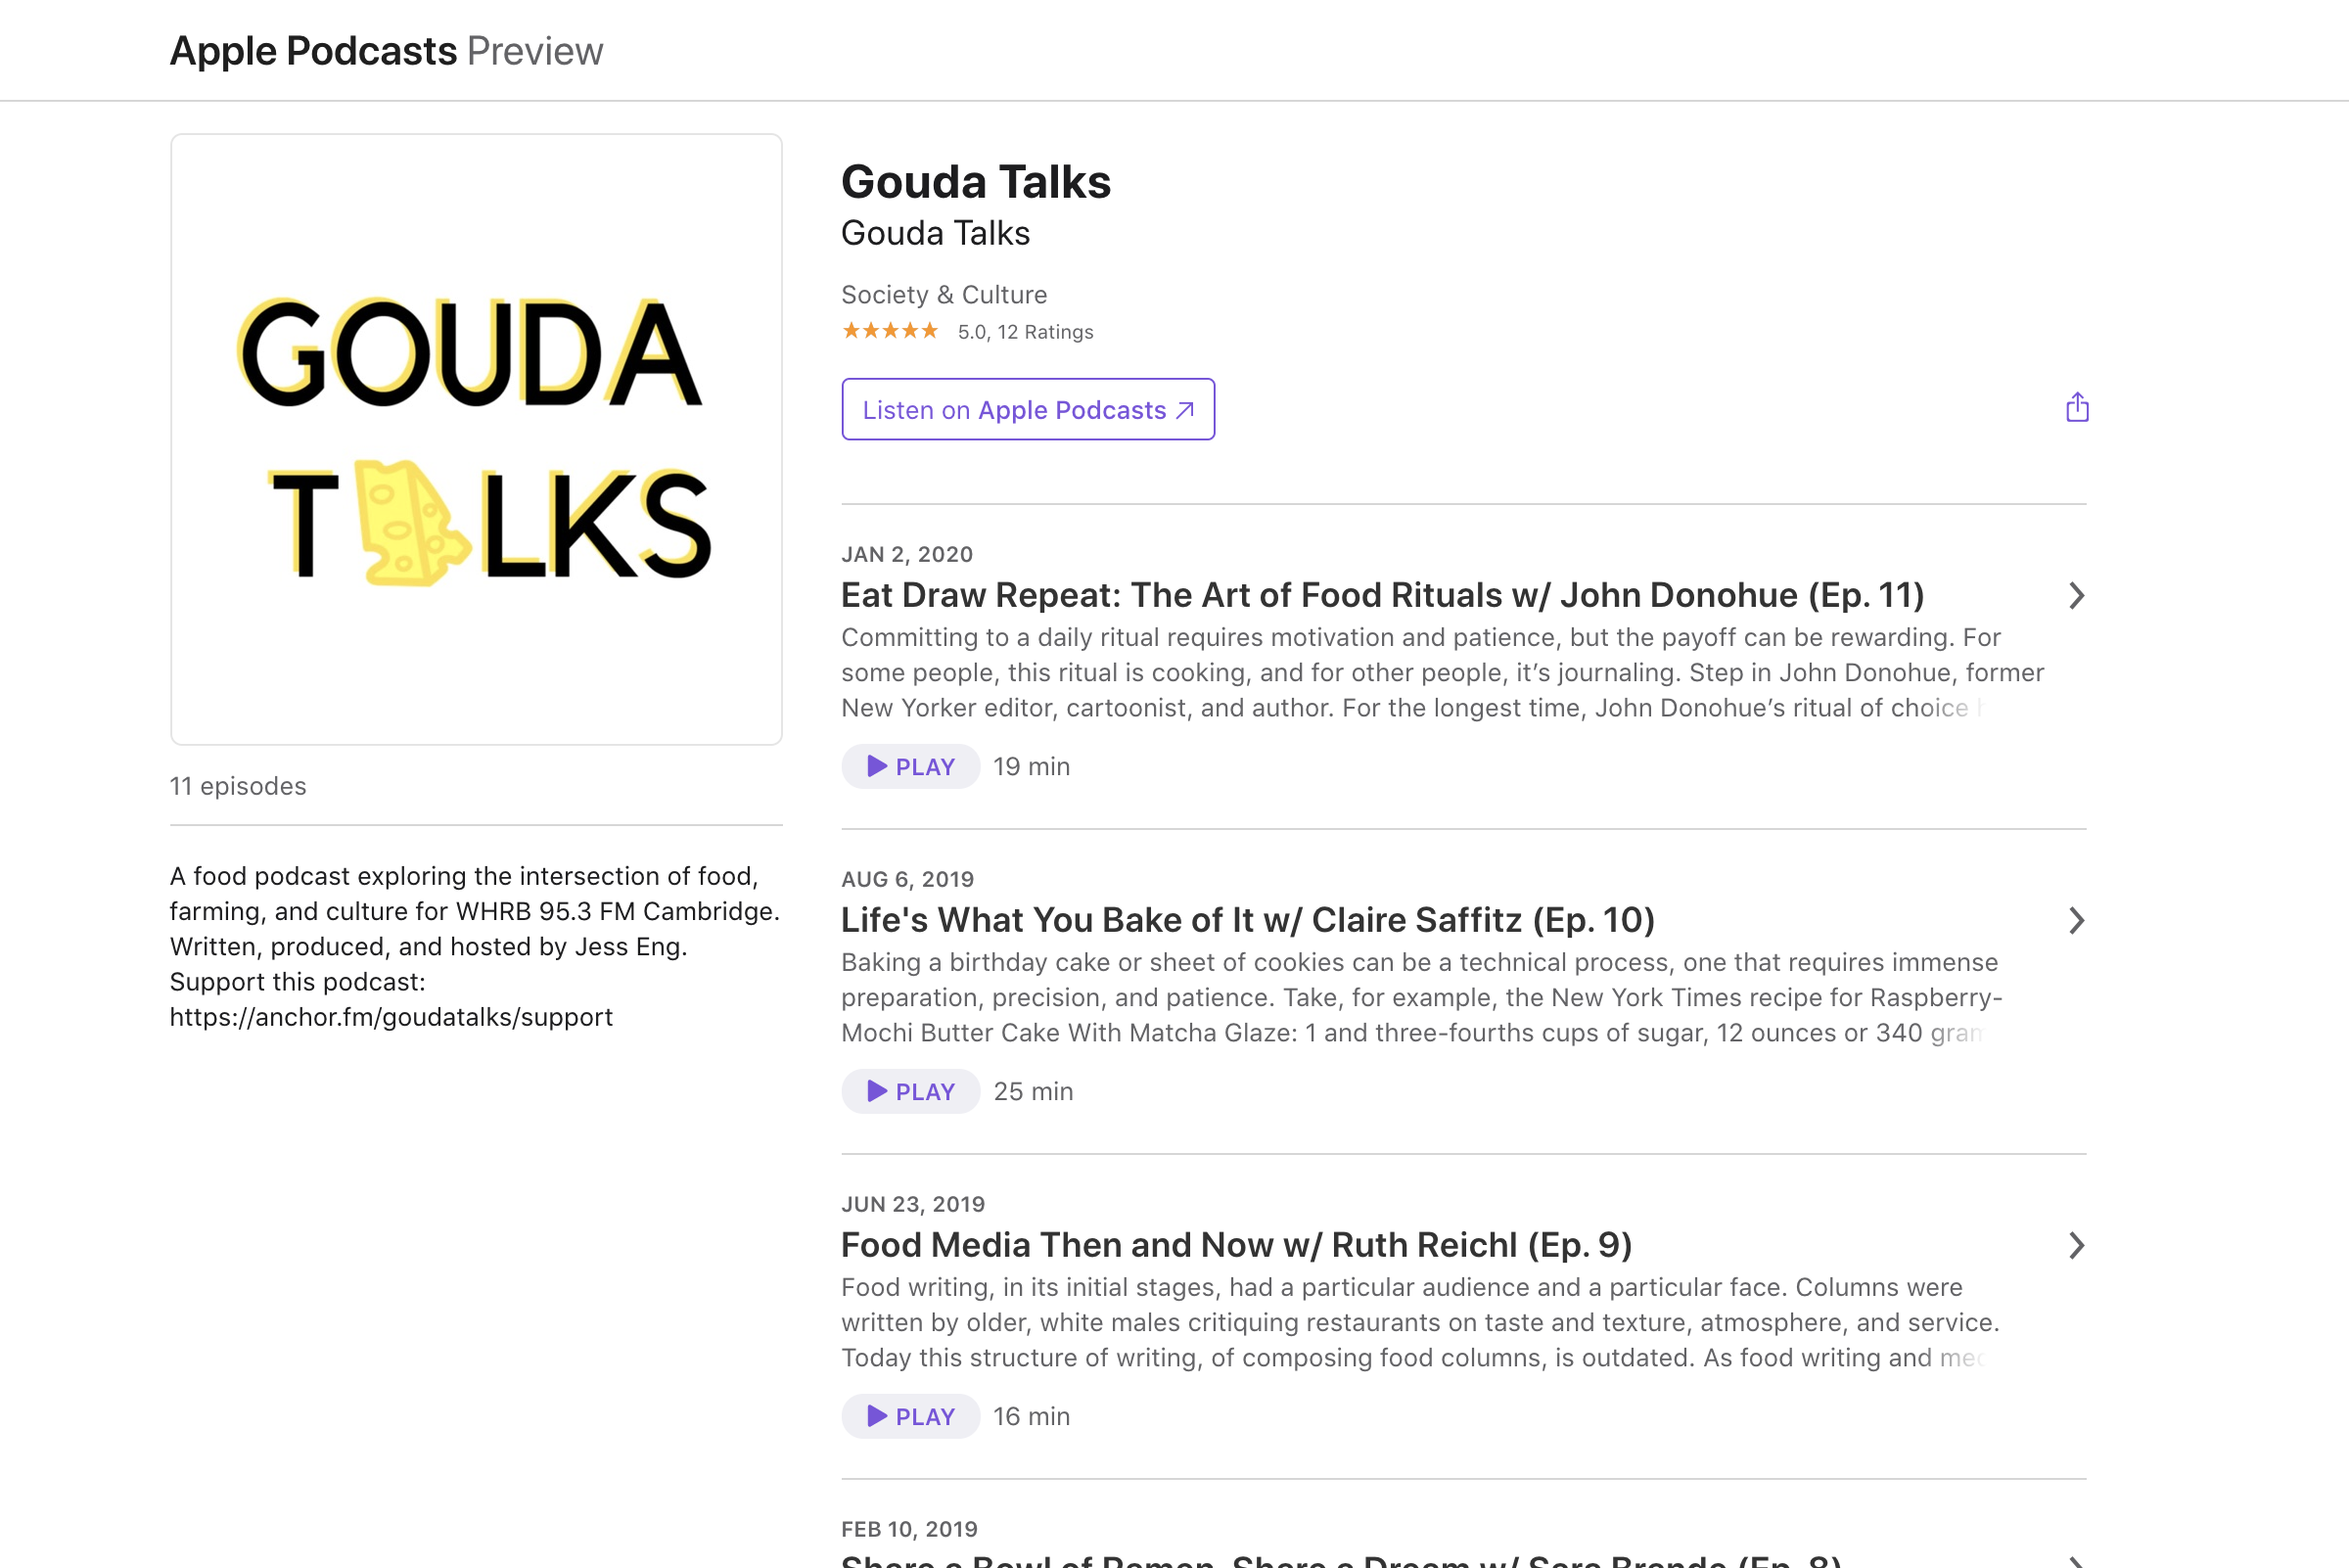 Apple Podcasts Preview
GOUDA
TALKS
11 episodes
A food podcast exploring the intersection of food,
farming, and culture for WHRB 95.3 FM Cambridge.
Written, produced, and hosted by Jess Eng.
Support this podcast:
https://anchor.fm/goudatalks/support
Gouda Talks
Gouda Talks
Society & Culture
★★★★★ 5.0, 12 Ratings
Listen on Apple Podcasts ↗
JAN 2, 2020
Eat Draw Repeat: The Art of Food Rituals w/ John Donohue (Ep. 11)
Committing to a daily ritual requires motivation and patience, but the payoff can be rewarding. For
some people, this ritual is cooking, and for other people, it’s journaling. Step in John Donohue, former
New Yorker editor, cartoonist, and author. For the longest time, John Donohue’s ritual of choice
PLAY 19 min
AUG 6, 2019
Life's What You Bake of It w/ Claire Saffitz (Ep. 10)
Baking a birthday cake or sheet of cookies can be a technical process, one that requires immense
preparation, precision, and patience. Take, for example, the New York Times recipe for Raspberry-
Mochi Butter Cake With Matcha Glaze: 1 and three-fourths cups of sugar, 12 ounces or 340
PLAY 25 min
JUN 23, 2019
Food Media Then and Now w/ Ruth Reichl (Ep. 9)
Food writing, in its initial stages, had a particular audience and a particular face. Columns were
written by older, white males critiquing restaurants on taste and texture, atmosphere, and service.
Today this structure of writing, of composing food columns, is outdated. As food writing and
PLAY 16 min
FEB 10, 2019
Share a Bowl of Ramen, Share a Dream w/ Sara Brande (Ep. 8)